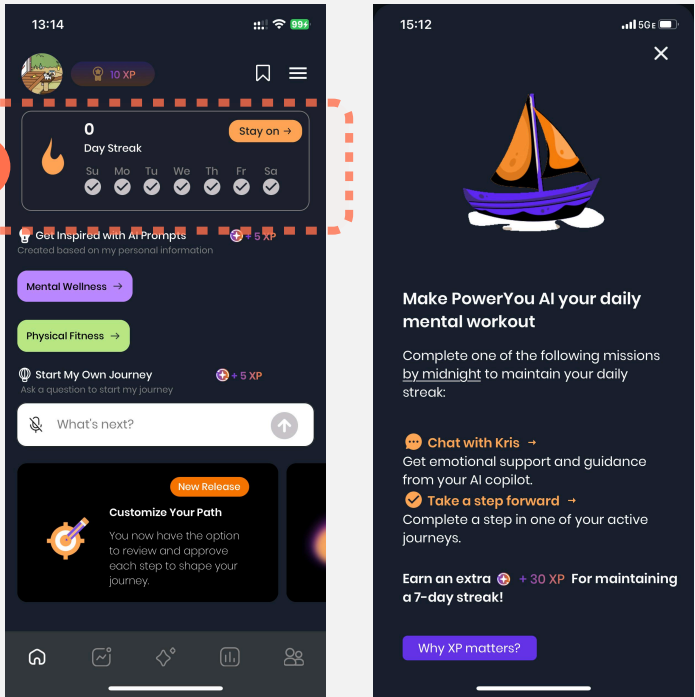 13:14
99+
10 XP
0
Day Streak
Stay on →
Su Mo Tu We Th Fr Sa
Get Inspired with AI Prompts
+ 5 XP
Created based on my personal information
Mental Wellness →
Physical Fitness →
Start My Own Journey
+ 5 XP
Ask a question to start my journey
What's next?
New Release
Customize Your Path
You now have the option
to review and approve
each step to shape your
journey.
15:12
5GE
Make PowerYou AI your daily
mental workout
Complete one of the following missions
by midnight to maintain your daily
streak:
Chat with Kris →
Get emotional support and guidance
from your AI copilot.
Take a step forward →
Complete a step in one of your active
journeys.
Earn an extra + 30 XP For maintaining
a 7-day streak!
Why XP matters?